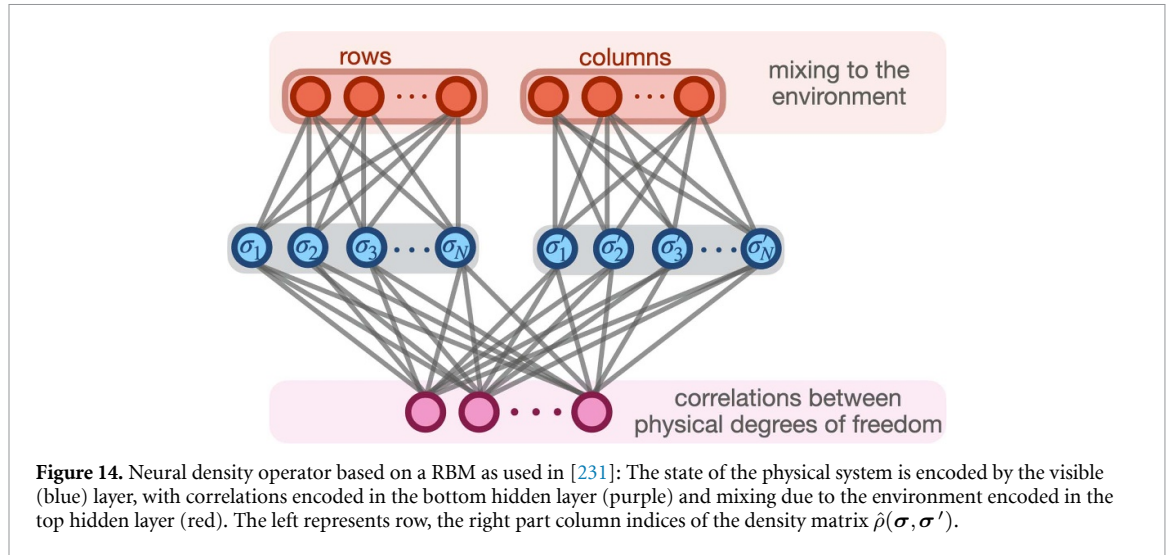 rows
columns
mixing to the
environment
σ₁ σ₂ σ₃ ··· σ_N σ′₁ σ′₂ σ′₃ ··· σ′_N
correlations between
physical degrees of freedom
Figure 14. Neural density operator based on a RBM as used in [231]: The state of the physical system is encoded by the visible
(blue) layer, with correlations encoded in the bottom hidden layer (purple) and mixing due to the environment encoded in the
top hidden layer (red). The left represents row, the right part column indices of the density matrix ρ̂(σ,σ′).